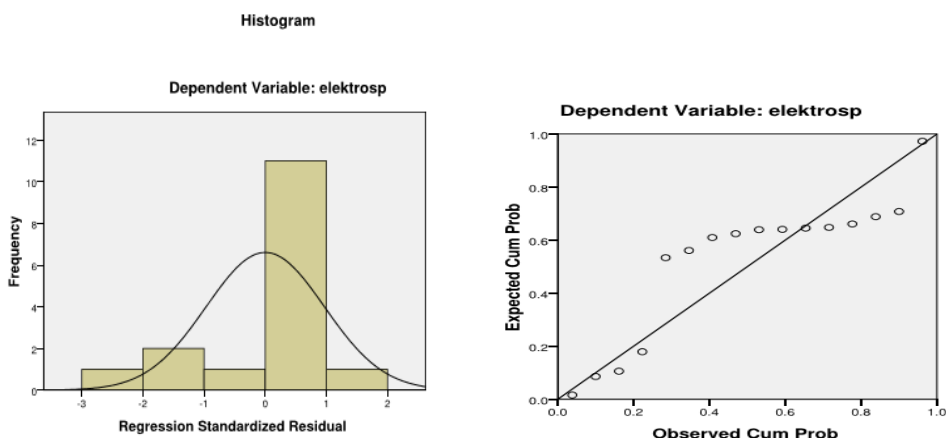 Histogram
Dependent Variable: elektrosp
Frequency
12
10
8
6
4
2
0
-3 -2 -1 0 1 2
Regression Standardized Residual
Dependent Variable: elektrosp
Expected Cum Prob
1.0
0.8
0.6
0.4
0.2
0.0
0.0 0.2 0.4 0.6 0.8 1.0
Observed Cum Prob